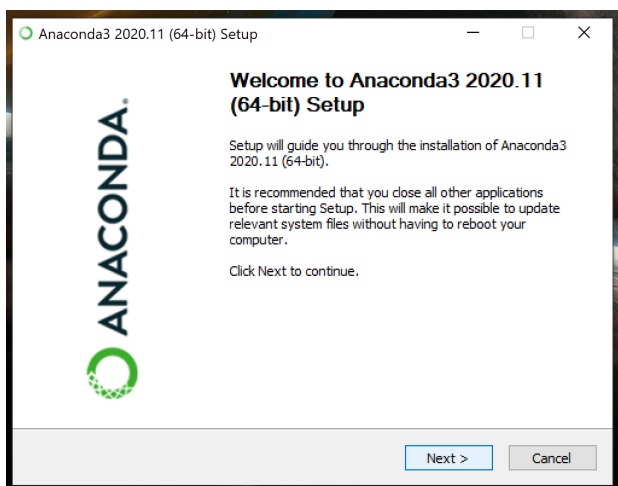 Anaconda3 2020.11 (64-bit) Setup
ANACONDA.
Welcome to Anaconda3 2020.11
(64-bit) Setup
Setup will guide you through the installation of Anaconda3
2020.11 (64-bit).
It is recommended that you close all other applications
before starting Setup. This will make it possible to update
relevant system files without having to reboot your
computer.
Click Next to continue.
Next >
Cancel